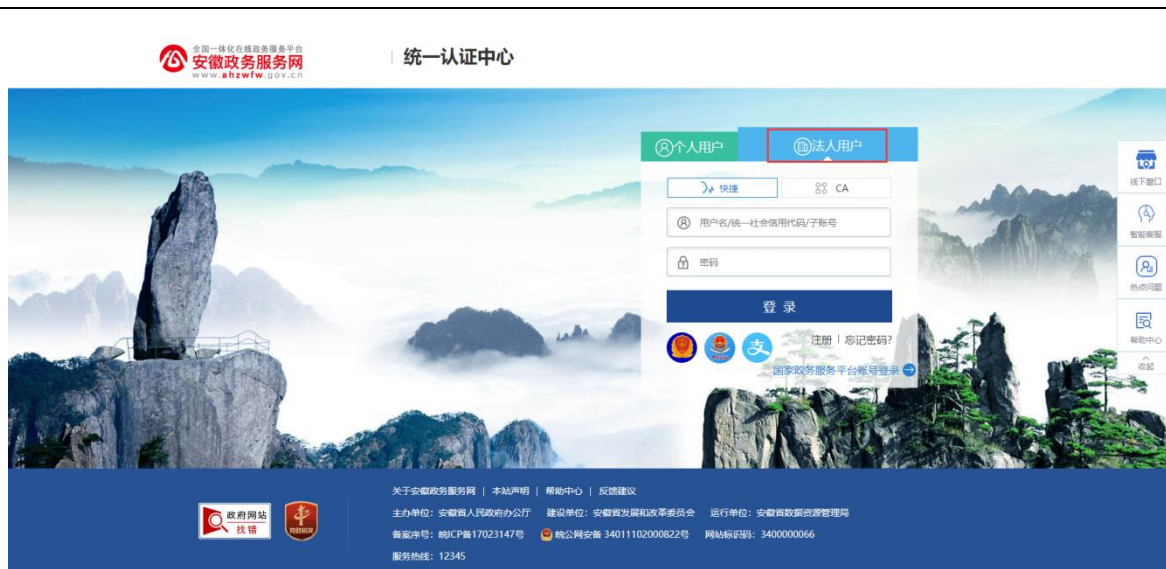 全国一体化在线政务服务平台
安徽政务服务网
www.ahzwfw.gov.cn
统一认证中心
个人用户
法人用户
快捷
CA
用户名/统一社会信用代码/子账号
密码
登 录
注册 | 忘记密码?
国家政务服务平台账号登录
线下窗口
智能客服
热点问题
帮助中心
收起
政府网站
找错
党政机关
关于安徽政务服务网 | 本站声明 | 帮助中心 | 反馈建议
主办单位：安徽省人民政府办公厅 建设单位：安徽省发展和改革委员会 运行单位：安徽省数据资源管理局
备案序号：皖ICP备17023147号 皖公网安备 34011102000822号 网站标识码：3400000066
服务热线：12345